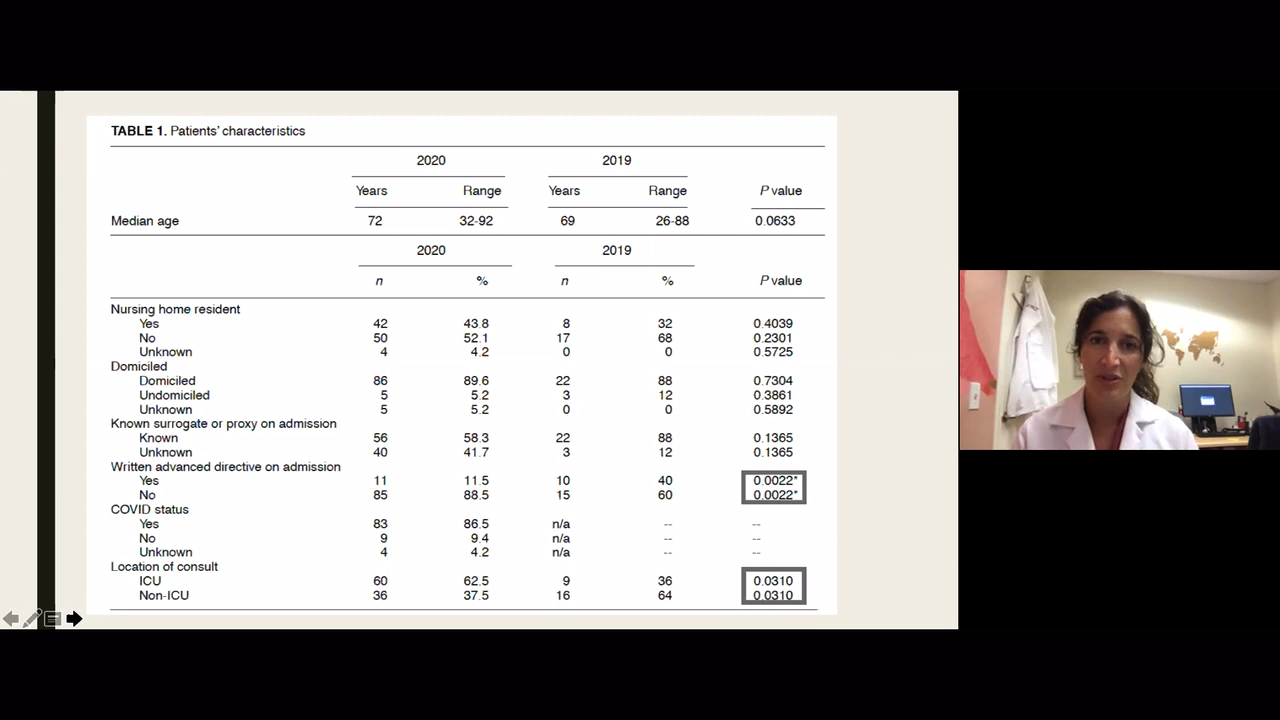 TABLE 1. Patients' characteristics
2020 2019
Years Range Years Range P value
Median age 72 32-92 69 26-88 0.0633
2020 2019
n % n % P value
Nursing home resident
Yes 42 43.8 8 32 0.4039
No 50 52.1 17 68 0.2301
Unknown 4 4.2 0 0 0.5725
Domiciled
Domiciled 86 89.6 22 88 0.7304
Undomiciled 5 5.2 3 12 0.3861
Unknown 5 5.2 0 0 0.5892
Known surrogate or proxy on admission
Known 56 58.3 22 88 0.1365
Unknown 40 41.7 3 12 0.1365
Written advanced directive on admission
Yes 11 11.5 10 40 0.0022*
No 85 88.5 15 60 0.0022*
COVID status
Yes 83 86.5 n/a -- --
No 9 9.4 n/a -- --
Unknown 4 4.2 n/a -- --
Location of consult
ICU 60 62.5 9 36 0.0310
Non-ICU 36 37.5 16 64 0.0310